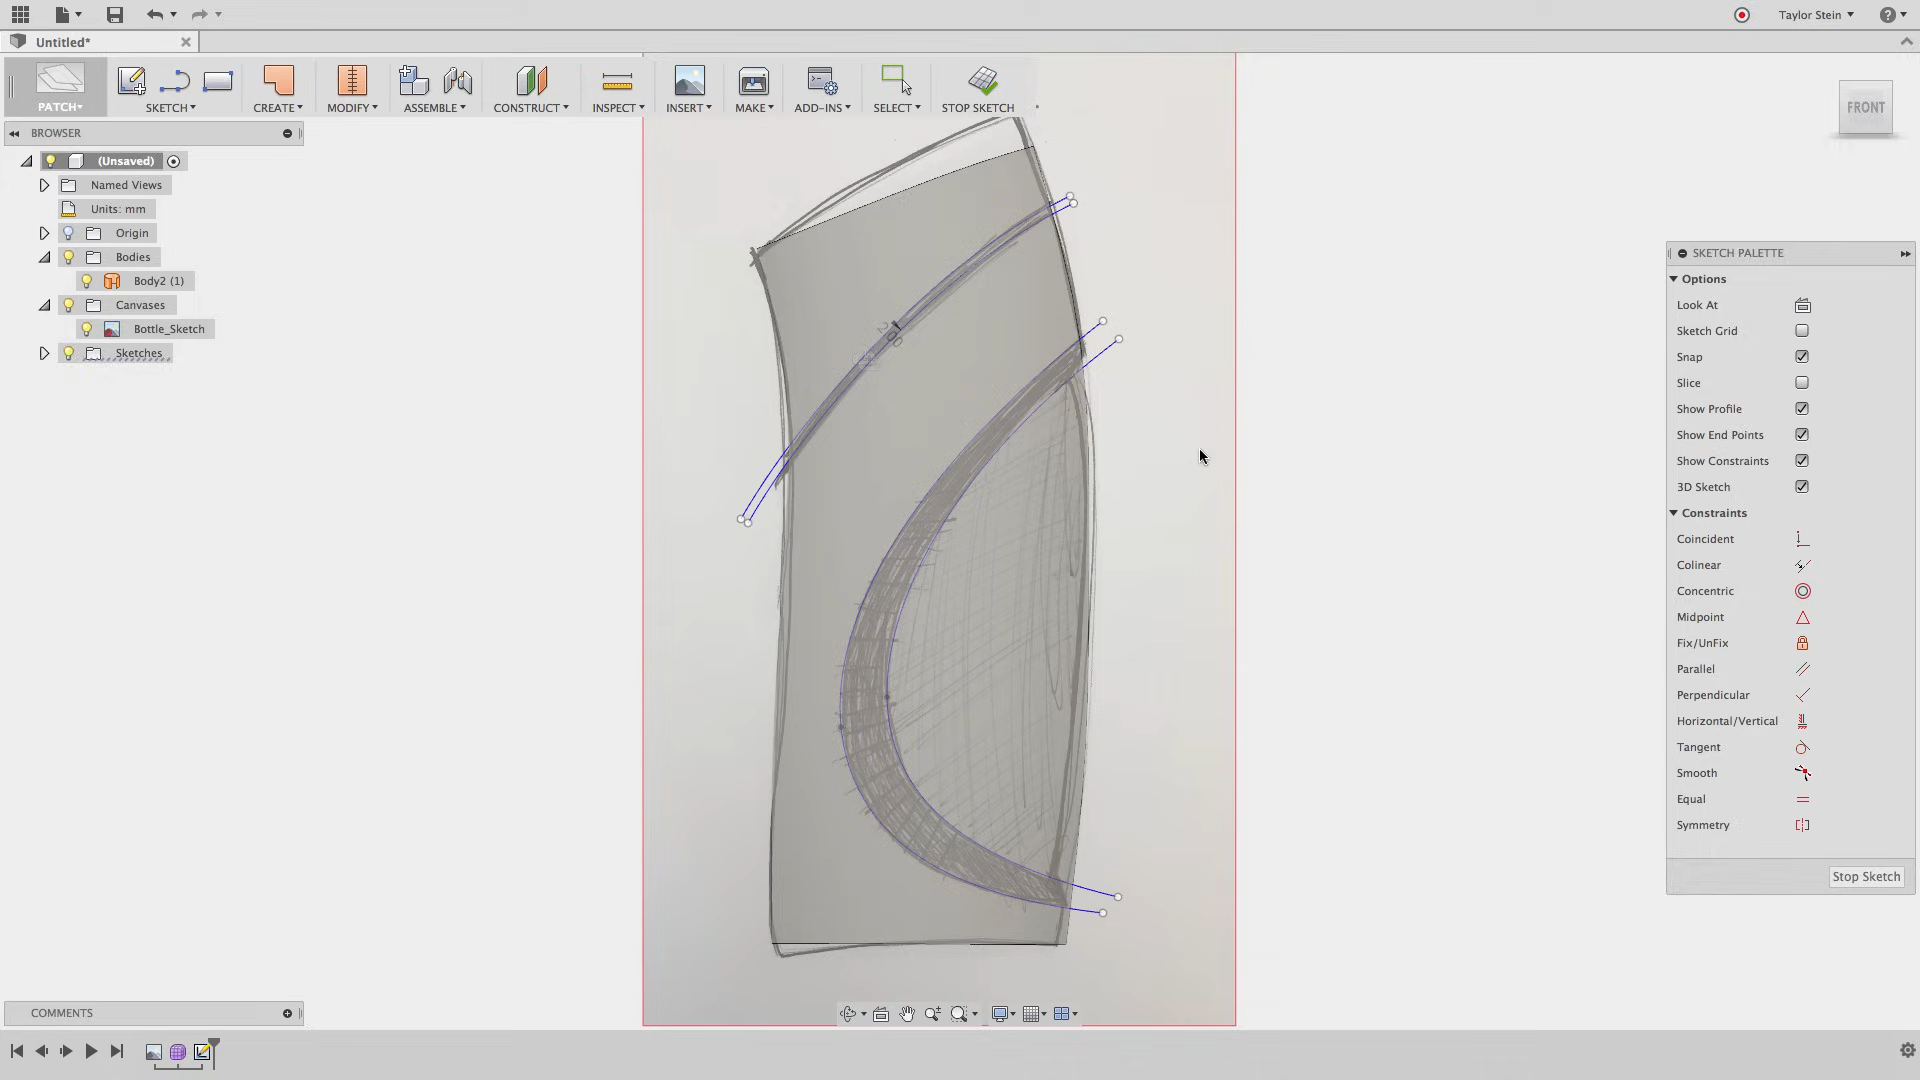 Taylor Stein
Untitled*
PATCH
SKETCH
CREATE
MODIFY
ASSEMBLE
CONSTRUCT
INSPECT
INSERT
MAKE
ADD-INS
SELECT
STOP SKETCH
FRONT
BROWSER
(Unsaved)
Named Views
Units: mm
Origin
Bodies
Body2 (1)
Canvases
Bottle_Sketch
Sketches
2.00
SKETCH PALETTE
Options
Look At
Sketch Grid
Snap
Slice
Show Profile
Show End Points
Show Constraints
3D Sketch
Constraints
Coincident
Colinear
Concentric
Midpoint
Fix/UnFix
Parallel
Perpendicular
Horizontal/Vertical
Tangent
Smooth
Equal
Symmetry
Stop Sketch
COMMENTS